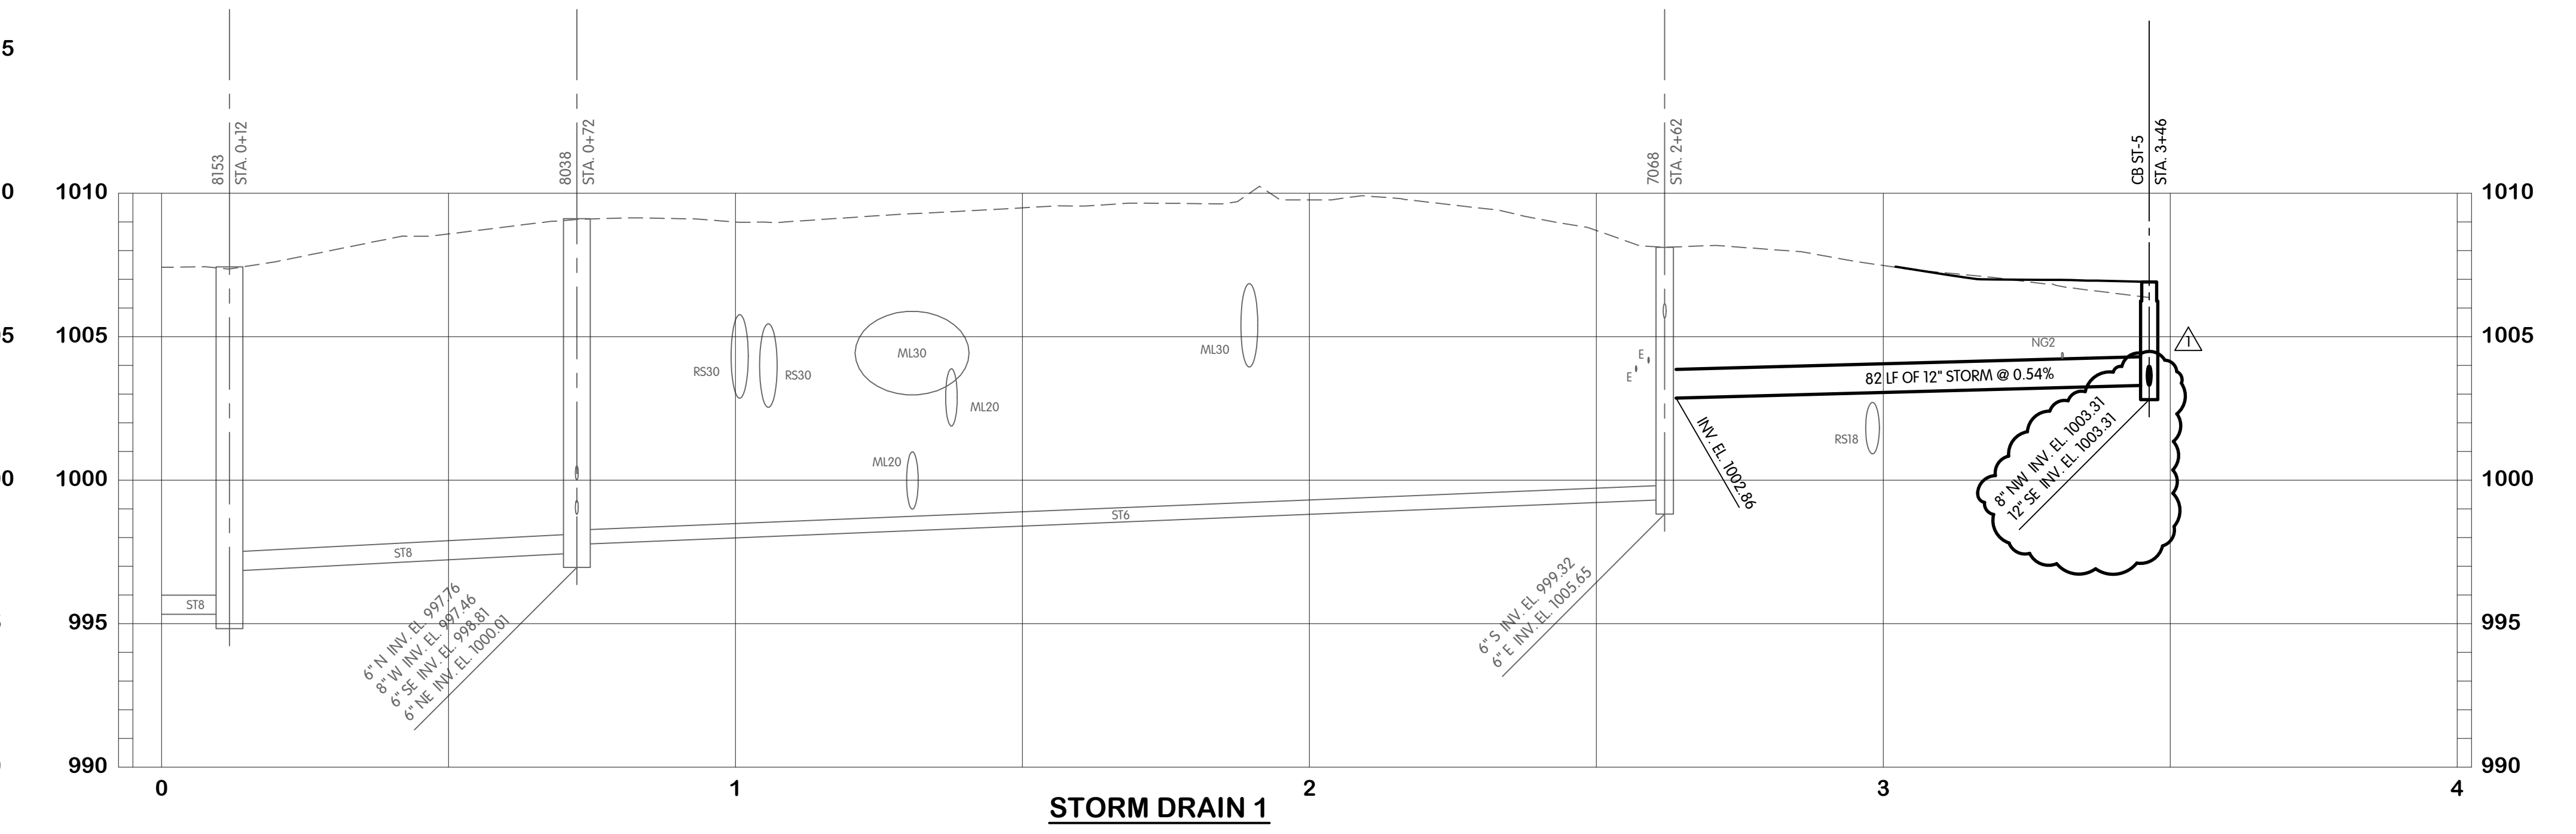 5
0
05
00
5
0
8153
STA. 0+12
8038
STA. 0+72
7068
STA. 2+62
CB ST-5
STA. 3+46
1010
1010
1005
1005
1000
1000
995
995
990
990
RS30
RS30
ML30
ML20
ML20
ML30
E
E
NG2
1
82 LF OF 12" STORM @ 0.54%
RS18
INV. EL. 1002.86
8" NW INV. EL. 1003.31
12" SE INV. EL. 1003.31
ST6
ST8
ST8
6" N INV. EL. 997.76
8" W INV. EL. 997.46
6" SE INV. EL. 998.81
6" NE INV. EL. 1000.01
6" S INV. EL. 999.32
6" E INV. EL. 1005.65
0
1
2
3
4
STORM DRAIN 1